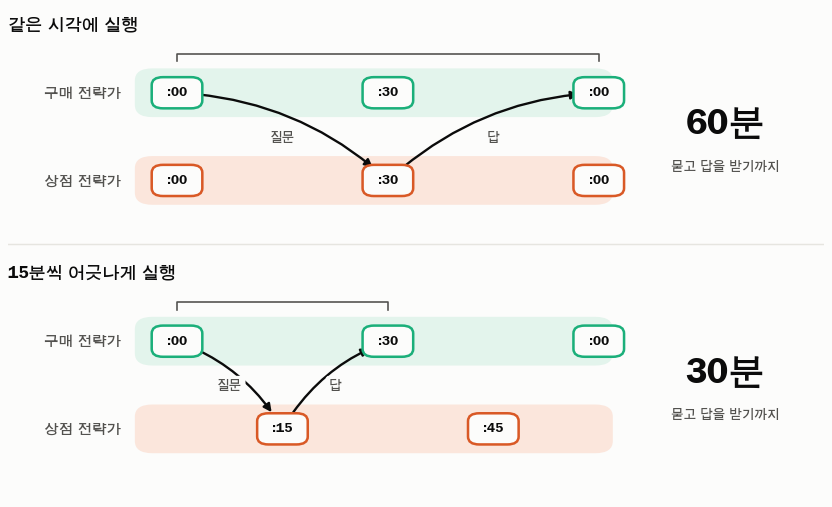 같은 시각에 실행
구매 전략가 :00 :30 :00
질문 답
상점 전략가 :00 :30 :00
60분
묻고 답을 받기까지
15분씩 어긋나게 실행
구매 전략가 :00 :30 :00
질문 답
상점 전략가 :15 :45
30분
묻고 답을 받기까지